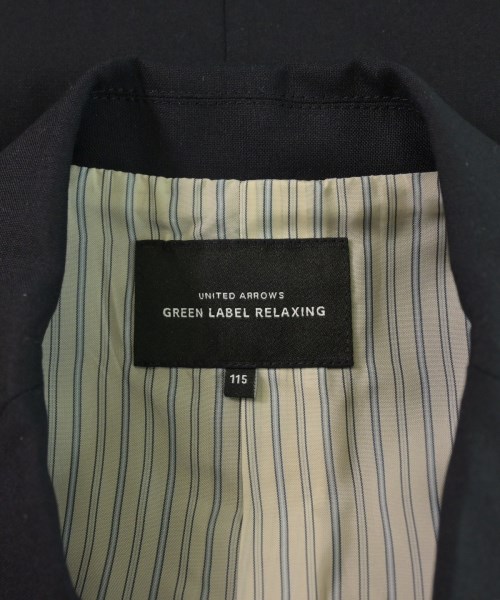 UNITED ARROWS
GREEN LABEL RELAXING
115